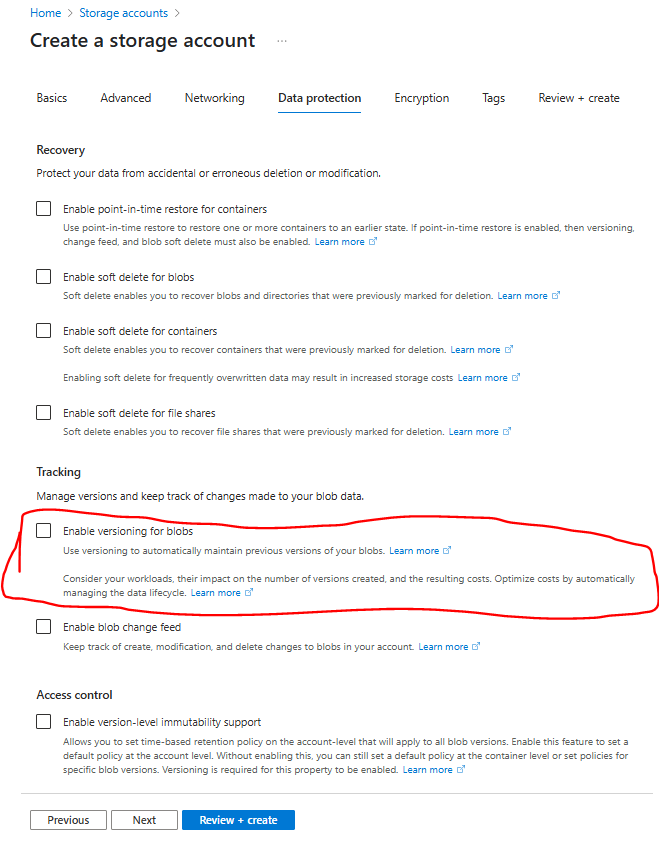 Home > Storage accounts >
Create a storage account ...
Basics Advanced Networking Data protection Encryption Tags Review + create
Recovery
Protect your data from accidental or erroneous deletion or modification.
Enable point-in-time restore for containers
Use point-in-time restore to restore one or more containers to an earlier state. If point-in-time restore is enabled, then versioning,
change feed, and blob soft delete must also be enabled. Learn more
Enable soft delete for blobs
Soft delete enables you to recover blobs and directories that were previously marked for deletion. Learn more
Enable soft delete for containers
Soft delete enables you to recover containers that were previously marked for deletion. Learn more
Enabling soft delete for frequently overwritten data may result in increased storage costs Learn more
Enable soft delete for file shares
Soft delete enables you to recover file shares that were previously marked for deletion. Learn more
Tracking
Manage versions and keep track of changes made to your blob data.
Enable versioning for blobs
Use versioning to automatically maintain previous versions of your blobs. Learn more
Consider your workloads, their impact on the number of versions created, and the resulting costs. Optimize costs by automatically
managing the data lifecycle. Learn more
Enable blob change feed
Keep track of create, modification, and delete changes to blobs in your account. Learn more
Access control
Enable version-level immutability support
Allows you to set time-based retention policy on the account-level that will apply to all blob versions. Enable this feature to set a
default policy at the account level. Without enabling this, you can still set a default policy at the container level or set policies for
specific blob versions. Versioning is required for this property to be enabled. Learn more
Previous Next Review + create